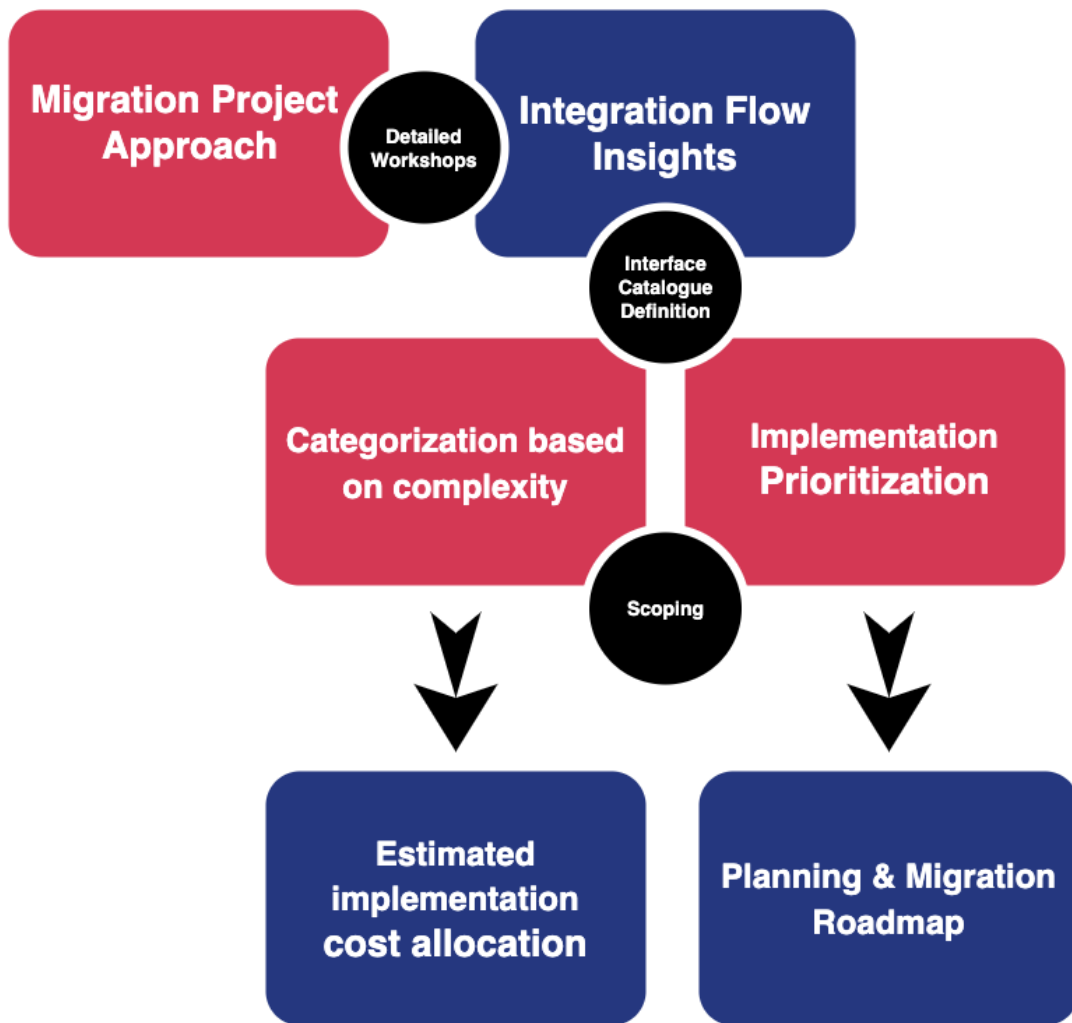 Migration Project
Approach
Detailed
Workshops
Integration Flow
Insights
Interface
Catalogue
Definition
Categorization based
on complexity
Implementation
Prioritization
Scoping
Estimated
implementation
cost allocation
Planning & Migration
Roadmap